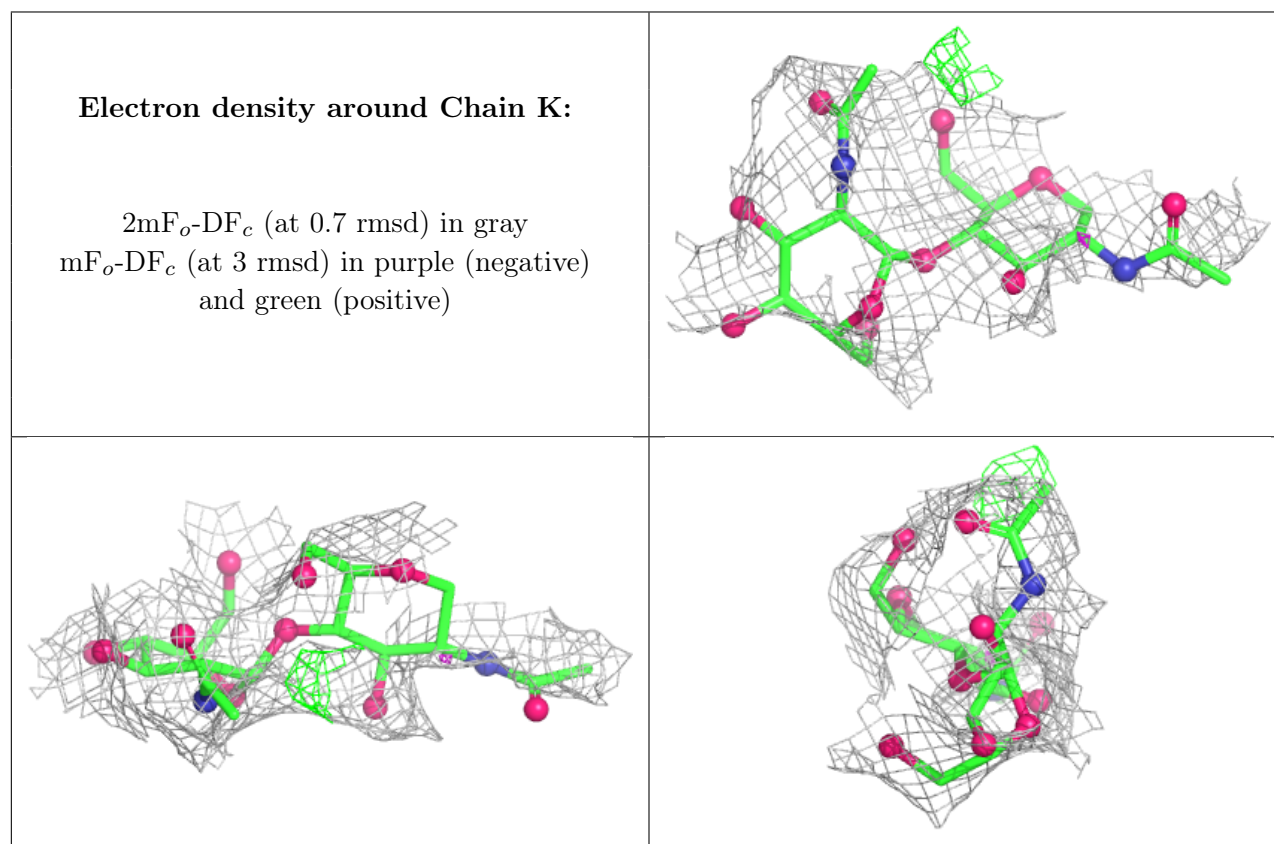 Electron density around Chain K:
2mFo-DFc (at 0.7 rmsd) in gray
mFo-DFc (at 3 rmsd) in purple (negative)
and green (positive)